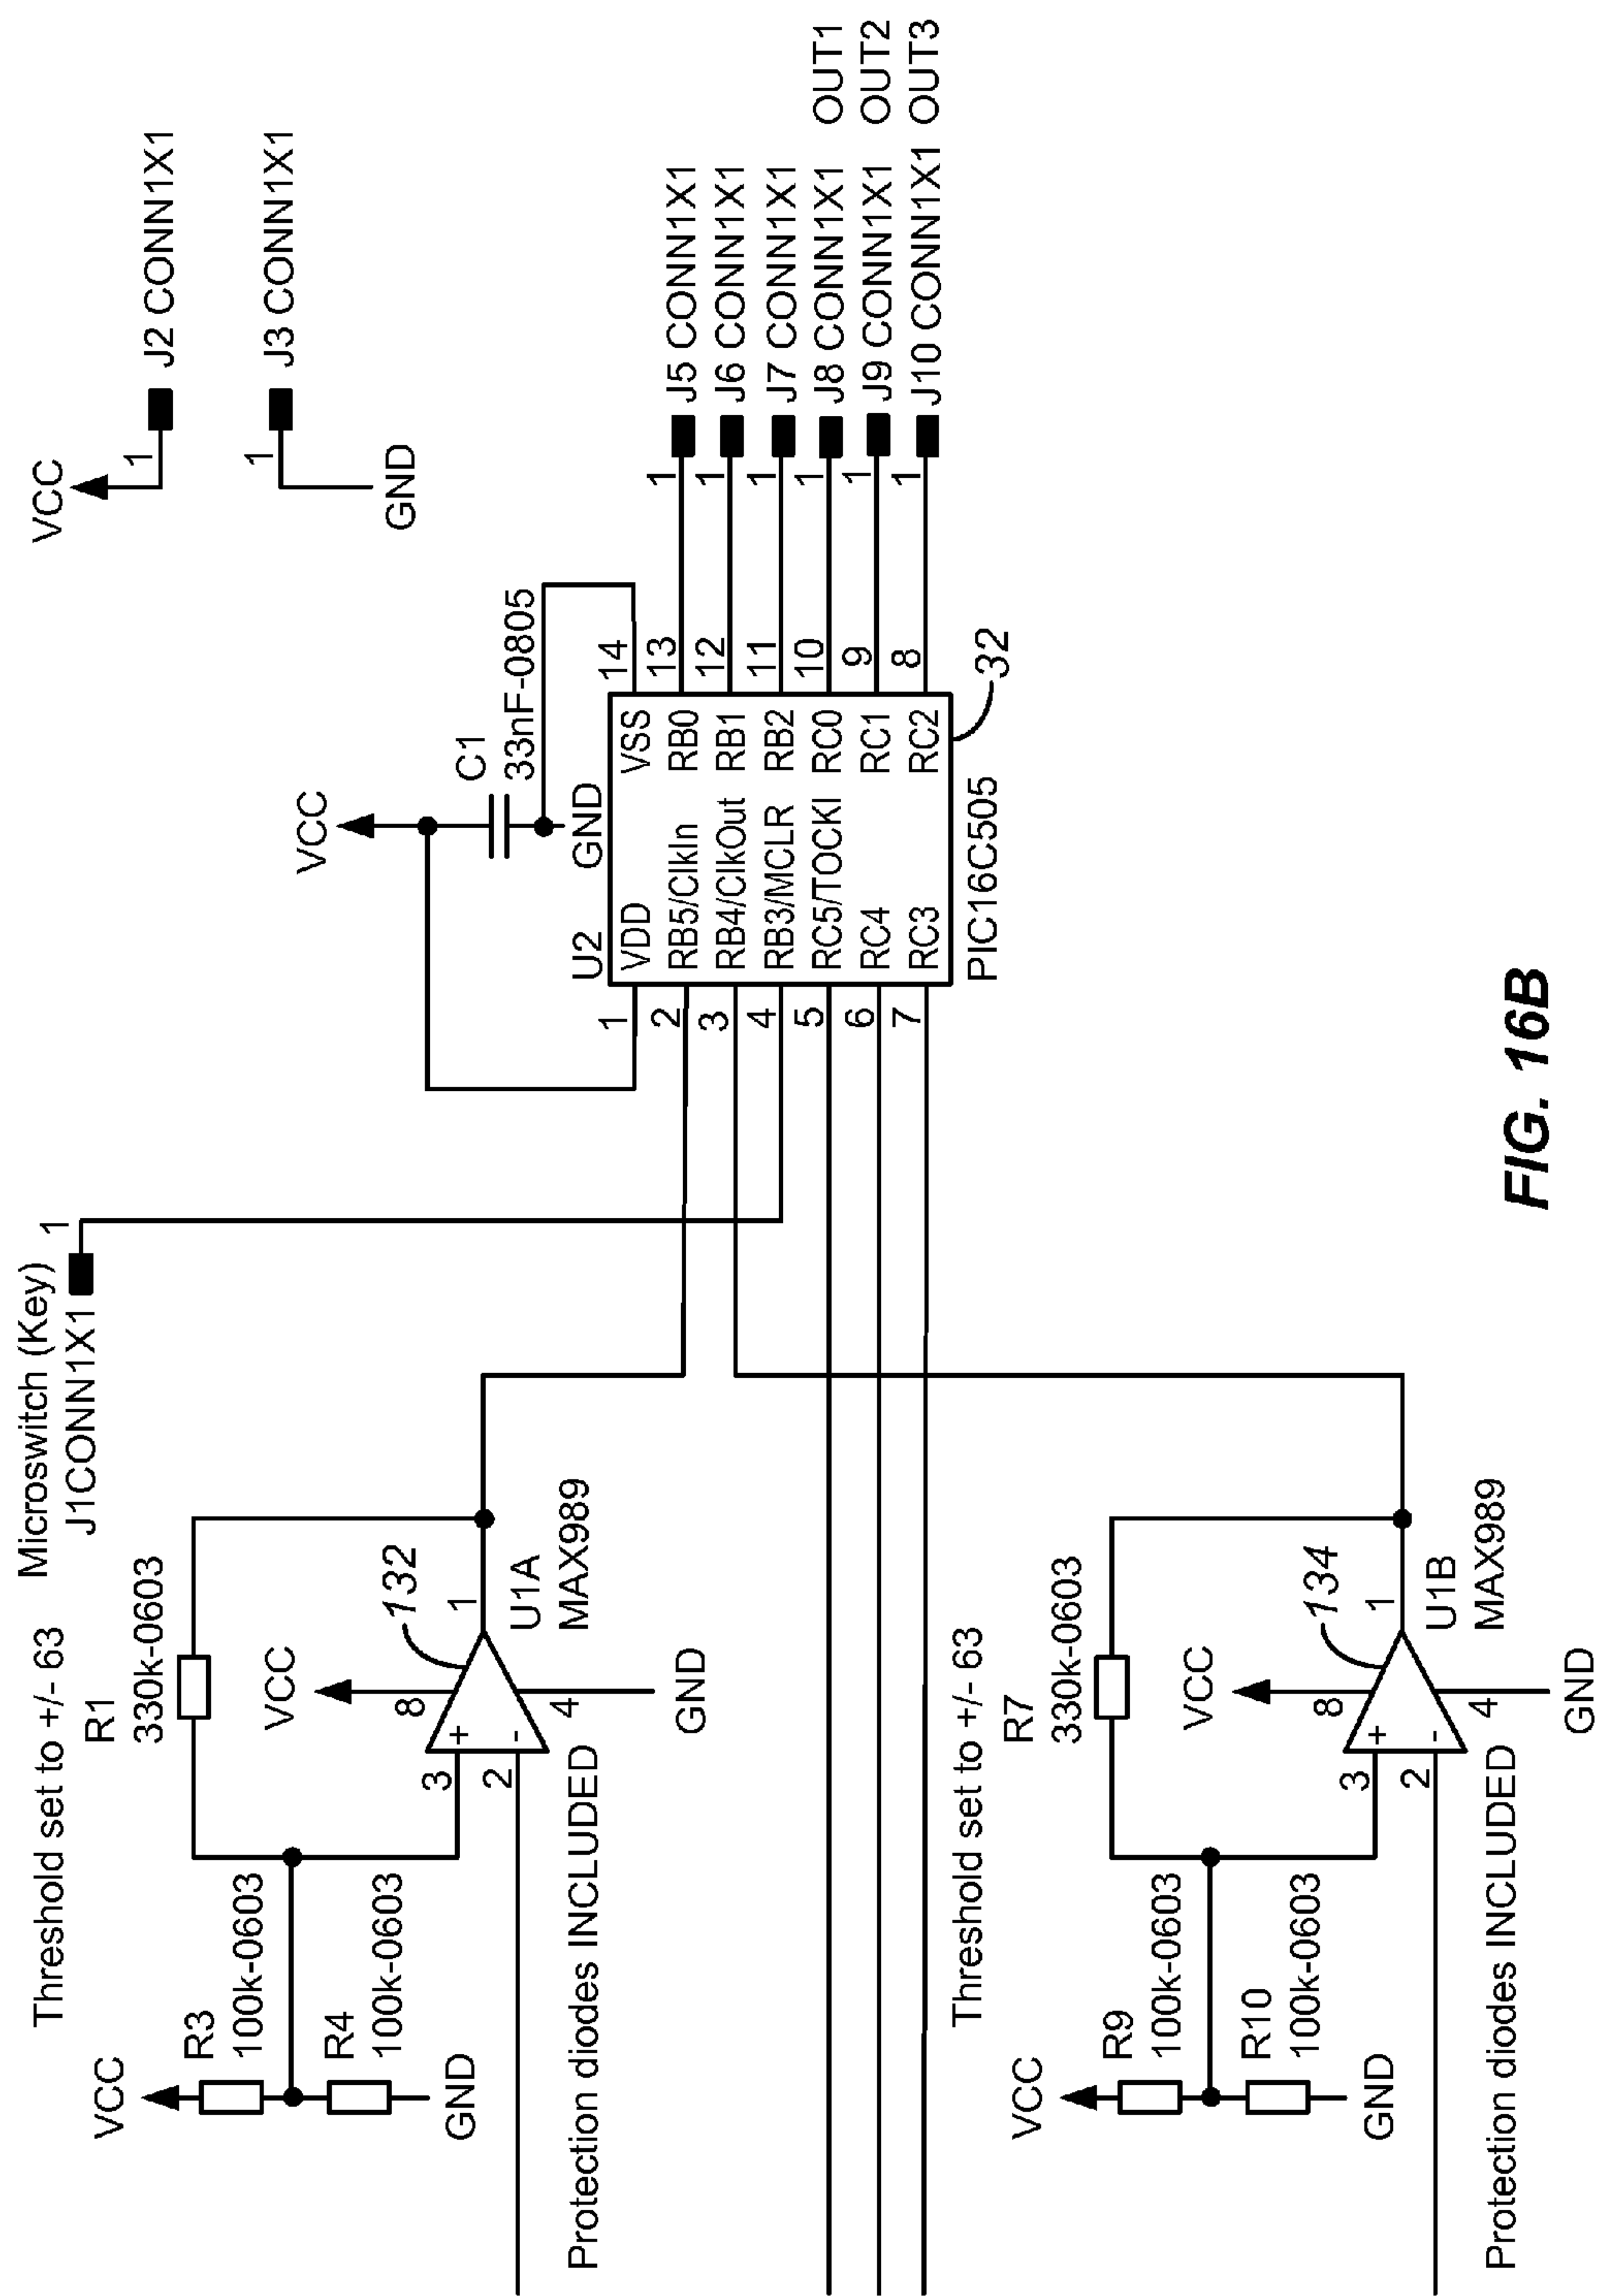 Threshold set to +/- 63
Microswitch (Key)
J1CONN1X1
1
VCC
R3
100k-0603
R4
100k-0603
GND
R1
330k-0603
VCC
8
132
3
+
2
-
4
1
U1A
MAX989
GND
Protection diodes INCLUDED
VCC
1
J2 CONN1X1
1
J3 CONN1X1
GND
VCC
C1
33nF-0805
GND
U2
1
VDD
VSS
14
2
RB5/ClkIn
RB0
13
1
J5 CONN1X1
3
RB4/ClkOut
RB1
12
1
J6 CONN1X1
4
RB3/MCLR
RB2
11
1
J7 CONN1X1
5
RC5/TOCKI
RC0
10
1
J8 CONN1X1
OUT1
6
RC4
RC1
9
1
J9 CONN1X1
OUT2
7
RC3
RC2
8
1
J10 CONN1X1
OUT3
PIC16C505
32
Threshold set to +/- 63
VCC
R9
100k-0603
R10
100k-0603
GND
R7
330k-0603
VCC
8
134
3
+
2
-
4
1
U1B
MAX989
GND
Protection diodes INCLUDED
FIG. 16B